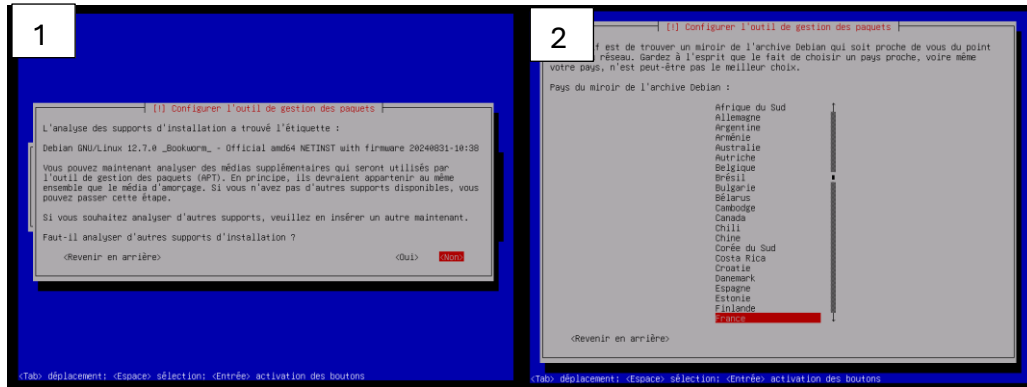 1
[!] Configurer l'outil de gestion des paquets
L'analyse des supports d'installation a trouvé l'étiquette :
Debian GNU/Linux 12.7.0 _Bookworm_ - Official amd64 NETINST with firmware 20240831-10:38
Vous pouvez maintenant analyser des médias supplémentaires qui seront utilisés par
l'outil de gestion des paquets (APT). En principe, ils devraient appartenir au même
ensemble que le média d'amorçage. Si vous n'avez pas d'autres supports disponibles, vous
pouvez passer cette étape.
Si vous souhaitez analyser d'autres supports, veuillez en insérer un autre maintenant.
Faut-il analyser d'autres supports d'installation ?
<Revenir en arrière> <Oui> <Non>
<Tab> déplacement; <Espace> sélection; <Entrée> activation des boutons
2
[!] Configurer l'outil de gestion des paquets
f est de trouver un miroir de l'archive Debian qui soit proche de vous du point
réseau. Gardez à l'esprit que le fait de choisir un pays proche, voire même
votre pays, n'est peut-être pas le meilleur choix.
Pays du miroir de l'archive Debian :
Afrique du Sud
Allemagne
Argentine
Arménie
Australie
Autriche
Belgique
Brésil
Bulgarie
Bélarus
Cambodge
Canada
Chili
Chine
Corée du Sud
Costa Rica
Croatie
Danemark
Espagne
Estonie
Finlande
France
<Revenir en arrière>
<Tab> déplacement; <Espace> sélection; <Entrée> activation des boutons